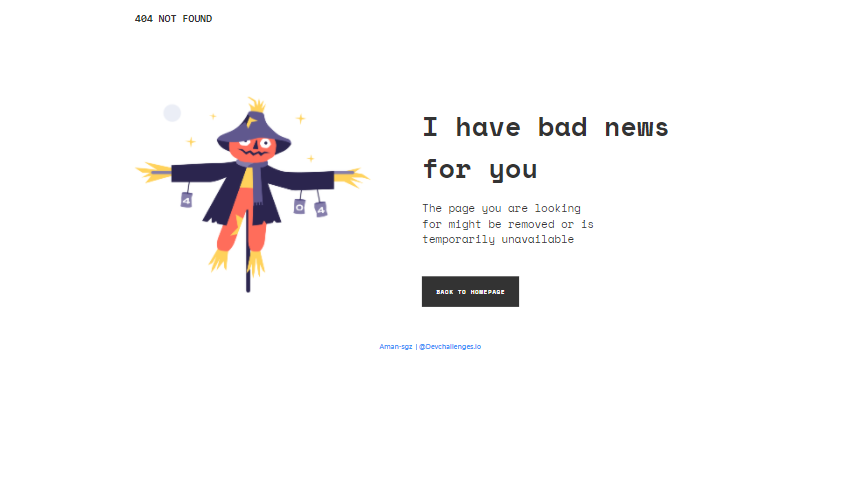 404 NOT FOUND
4
0
4
I have bad news
for you
The page you are looking
for might be removed or is
temporarily unavailable
BACK TO HOMEPAGE
Aman-sgz | @Devchallenges.io